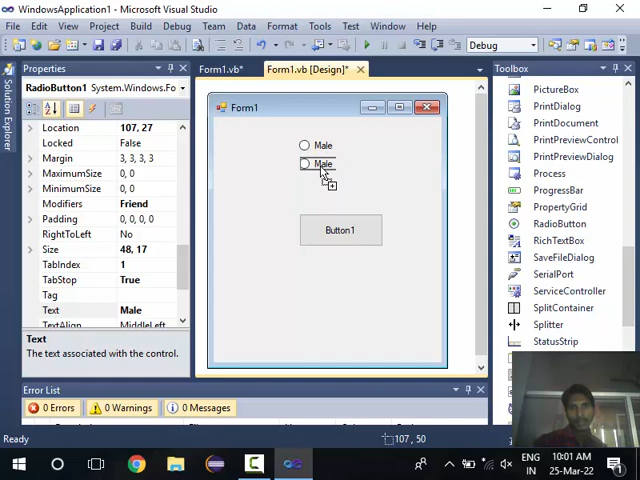 WindowsApplication1 - Microsoft Visual Studio
File Edit View Project Build Debug Team Data Format Tools Test Window Help
Debug
Solution Explorer
Properties
RadioButton1 System.Windows.Fo
Location 107, 27
Locked False
Margin 3, 3, 3, 3
MaximumSize 0, 0
MinimumSize 0, 0
Modifiers Friend
Padding 0, 0, 0, 0
RightToLeft No
Size 48, 17
TabIndex 1
TabStop True
Tag
Text Male
TextAlign MiddleLeft
Text
The text associated with the control.
Form1.vb* Form1.vb [Design]*
Form1
Male
Male
Button1
Toolbox
PictureBox
PrintDialog
PrintDocument
PrintPreviewControl
PrintPreviewDialog
Process
ProgressBar
PropertyGrid
RadioButton
RichTextBox
SaveFileDialog
SerialPort
ServiceController
SplitContainer
Splitter
StatusStrip
Error List
0 Errors 0 Warnings 0 Messages
Ready 107 , 50
ENG
IN
10:01 AM
25-Mar-22
1